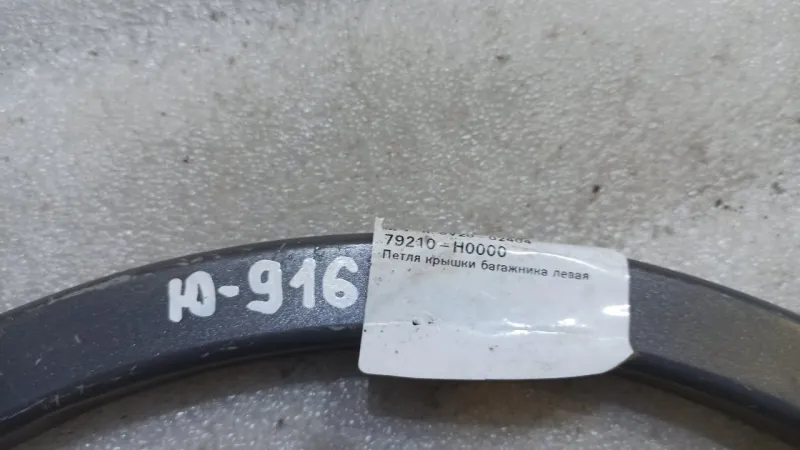 79210-H0000
Петля крышки багажника левая
Ю-916